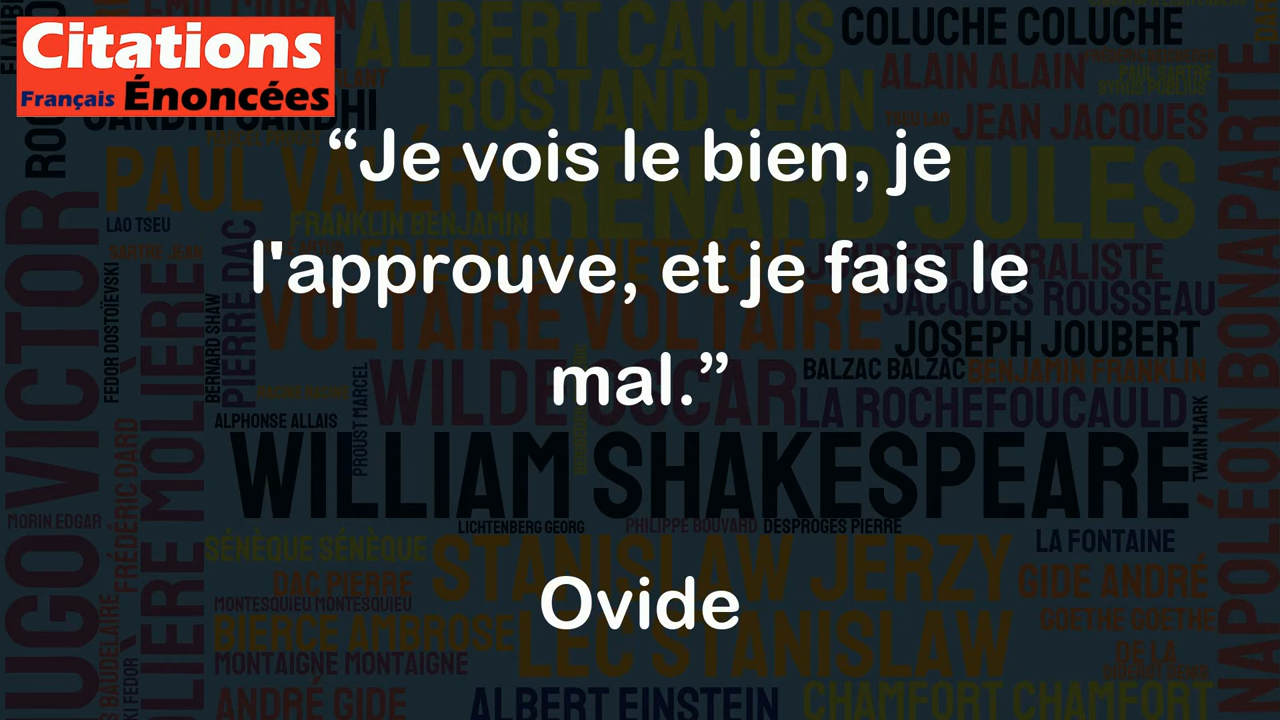 Citations
Français Énoncées
“Je vois le bien, je
l'approuve, et je fais le
mal.”
Ovide
ALBERT CAMUS
COLUCHE COLUCHE
ROSTAND JEAN
ALAIN ALAIN
JEAN JACQUES
PAUL VALÉRY
RENARD JULES
LAO TSEU
FRANKLIN BENJAMIN
SARTRE JEAN
PIERRE DAC
FEDOR DOSTOÏEVSKI
BERNARD SHAW
VOLTAIRE VOLTAIRE
JACQUES ROUSSEAU
JOSEPH JOUBERT
BALZAC BALZAC
BENJAMIN FRANKLIN
WILDE OSCAR
LA ROCHEFOUCAULD
ALPHONSE ALLAIS
PROUST MARCEL
TWAIN MARK
WILLIAM SHAKESPEARE
MORIN EDGAR
FRÉDÉRIC DARD
MOLIÈRE
NAPOLÉON BONAPARTE
LICHTENBERG GEORG
PHILIPPE BOUVARD
DESPROGES PIERRE
LA FONTAINE
SÉNÈQUE SÉNÈQUE
STANISLAW JERZY
DAC PIERRE
GIDE ANDRÉ
MONTESQUIEU MONTESQUIEU
GOETHE GOETHE
BIERCE AMBROSE
LEC STANISLAW
DE LA
MONTAIGNE MONTAIGNE
ANDRÉ GIDE
ALBERT EINSTEIN
CHAMFORT CHAMFORT